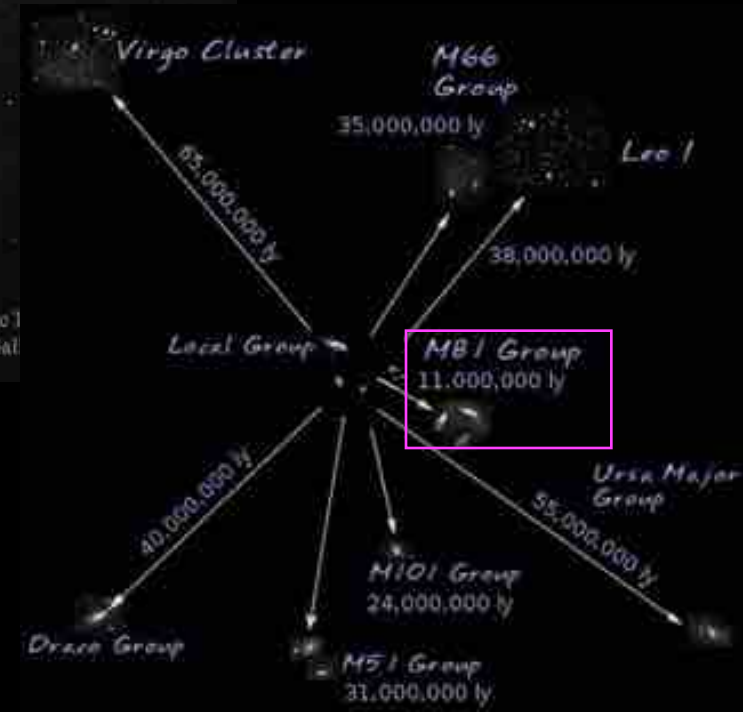 Virgo Cluster
M66
Group
35,000,000 ly
Leo I
65,000,000 ly
38,000,000 ly
Local Group
M81 Group
11,000,000 ly
40,000,000 ly
Ursa Major
Group
55,000,000 ly
M101 Group
24,000,000 ly
Draco Group
M51 Group
31,000,000 ly